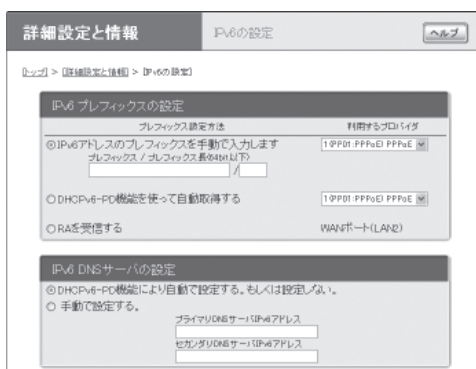 詳細設定と情報
IPv6の設定
ヘルプ
[トップ] > [詳細設定と情報] > [IPv6の設定]
IPv6 プレフィックスの設定
プレフィックス設定方法
利用するプロバイダ
◎IPv6アドレスのプレフィックスを手動で入力します
1(PP01:PPPoE) PPPoE
プレフィックス / プレフィックス長(64bit以下)
/
○DHCPv6-PD機能を使って自動取得する
1(PP01:PPPoE) PPPoE
○RAを受信する
WANポート(LAN2)
IPv6 DNSサーバの設定
◎DHCPv6-PD機能により自動で設定する。もしくは設定しない。
○ 手動で設定する。
プライマリDNSサーバIPv6アドレス
セカンダリDNSサーバIPv6アドレス